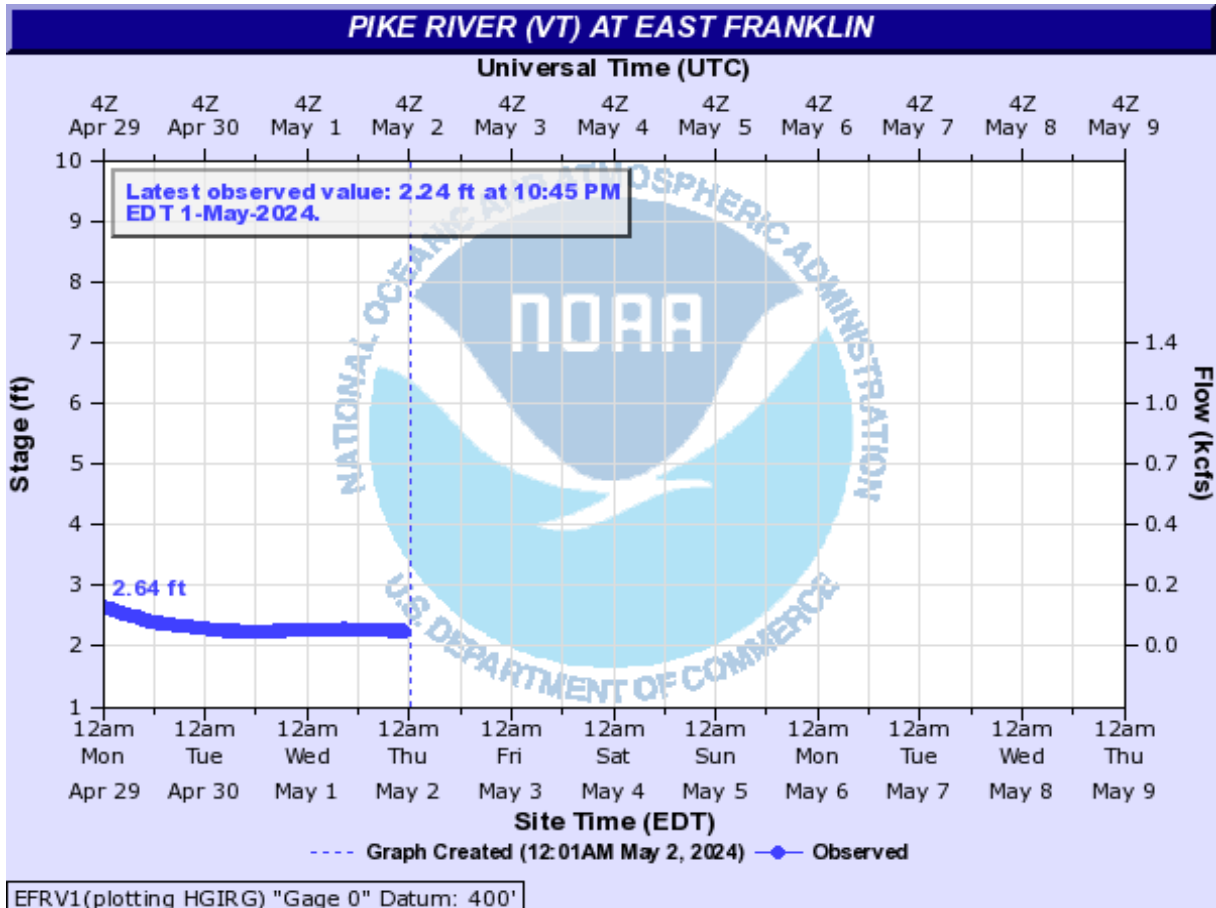 PIKE RIVER (VT) AT EAST FRANKLIN
Universal Time (UTC)
4Z 4Z 4Z 4Z 4Z 4Z 4Z 4Z 4Z 4Z 4Z
Apr 29 Apr 30 May 1 May 2 May 3 May 4 May 5 May 6 May 7 May 8 May 9
Latest observed value: 2.24 ft at 10:45 PM
EDT 1-May-2024.
NATIONAL OCEANIC AND ATMOSPHERIC ADMINISTRATION
NOAA
U.S. DEPARTMENT OF COMMERCE
Stage (ft)
10
9
8
7
6
5
4
3
2
1
2.64 ft
Flow (kcfs)
1.4
1.0
0.7
0.4
0.2
0.0
12am 12am 12am 12am 12am 12am 12am 12am 12am 12am 12am
Mon Tue Wed Thu Fri Sat Sun Mon Tue Wed Thu
Apr 29 Apr 30 May 1 May 2 May 3 May 4 May 5 May 6 May 7 May 8 May 9
Site Time (EDT)
Graph Created (12:01AM May 2, 2024) Observed
EFRV1(plotting HGIRG) "Gage 0" Datum: 400'